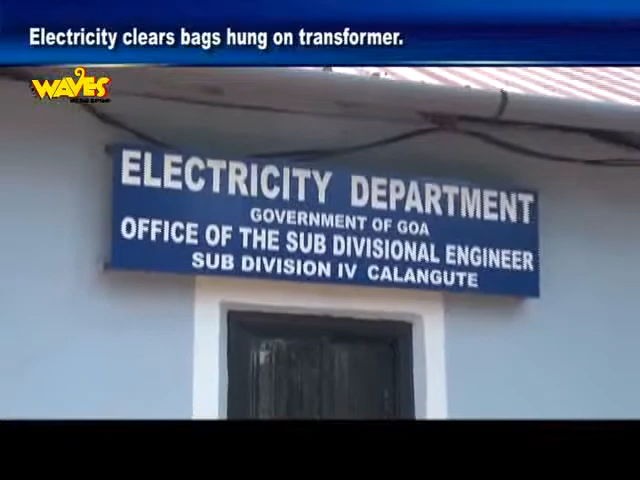 Electricity clears bags hung on transformer.
WAVES
ELECTRICITY DEPARTMENT
GOVERNMENT OF GOA
OFFICE OF THE SUB DIVISIONAL ENGINEER
SUB DIVISION IV CALANGUTE